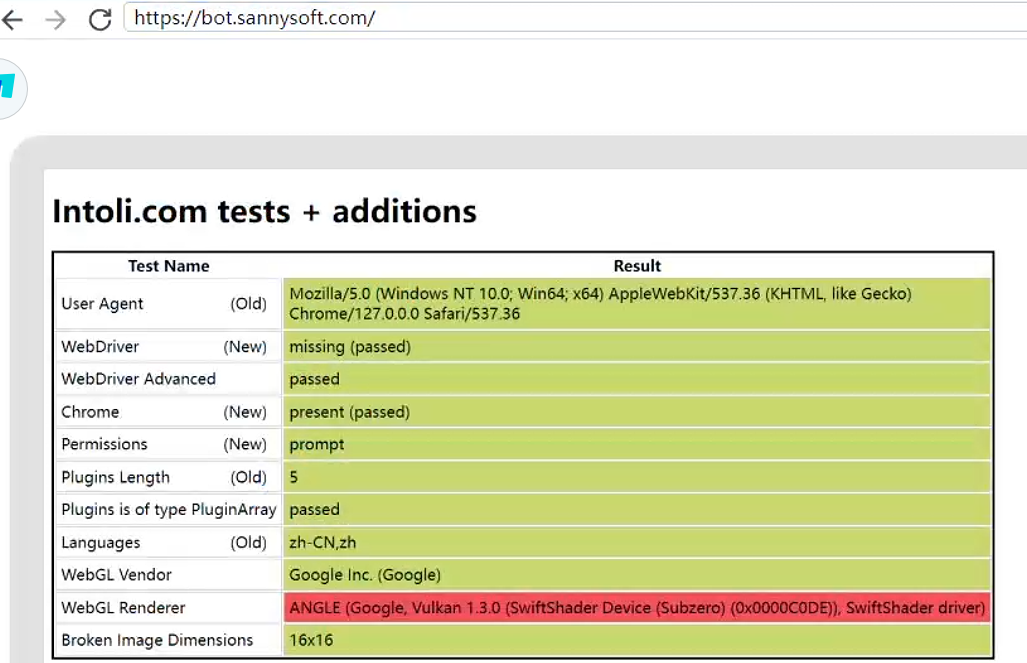 https://bot.sannysoft.com/
Intoli.com tests + additions
Test Name Result
User Agent (Old) Mozilla/5.0 (Windows NT 10.0; Win64; x64) AppleWebKit/537.36 (KHTML, like Gecko)
Chrome/127.0.0.0 Safari/537.36
WebDriver (New) missing (passed)
WebDriver Advanced passed
Chrome (New) present (passed)
Permissions (New) prompt
Plugins Length (Old) 5
Plugins is of type PluginArray passed
Languages (Old) zh-CN,zh
WebGL Vendor Google Inc. (Google)
WebGL Renderer ANGLE (Google, Vulkan 1.3.0 (SwiftShader Device (Subzero) (0x0000C0DE)), SwiftShader driver)
Broken Image Dimensions 16x16